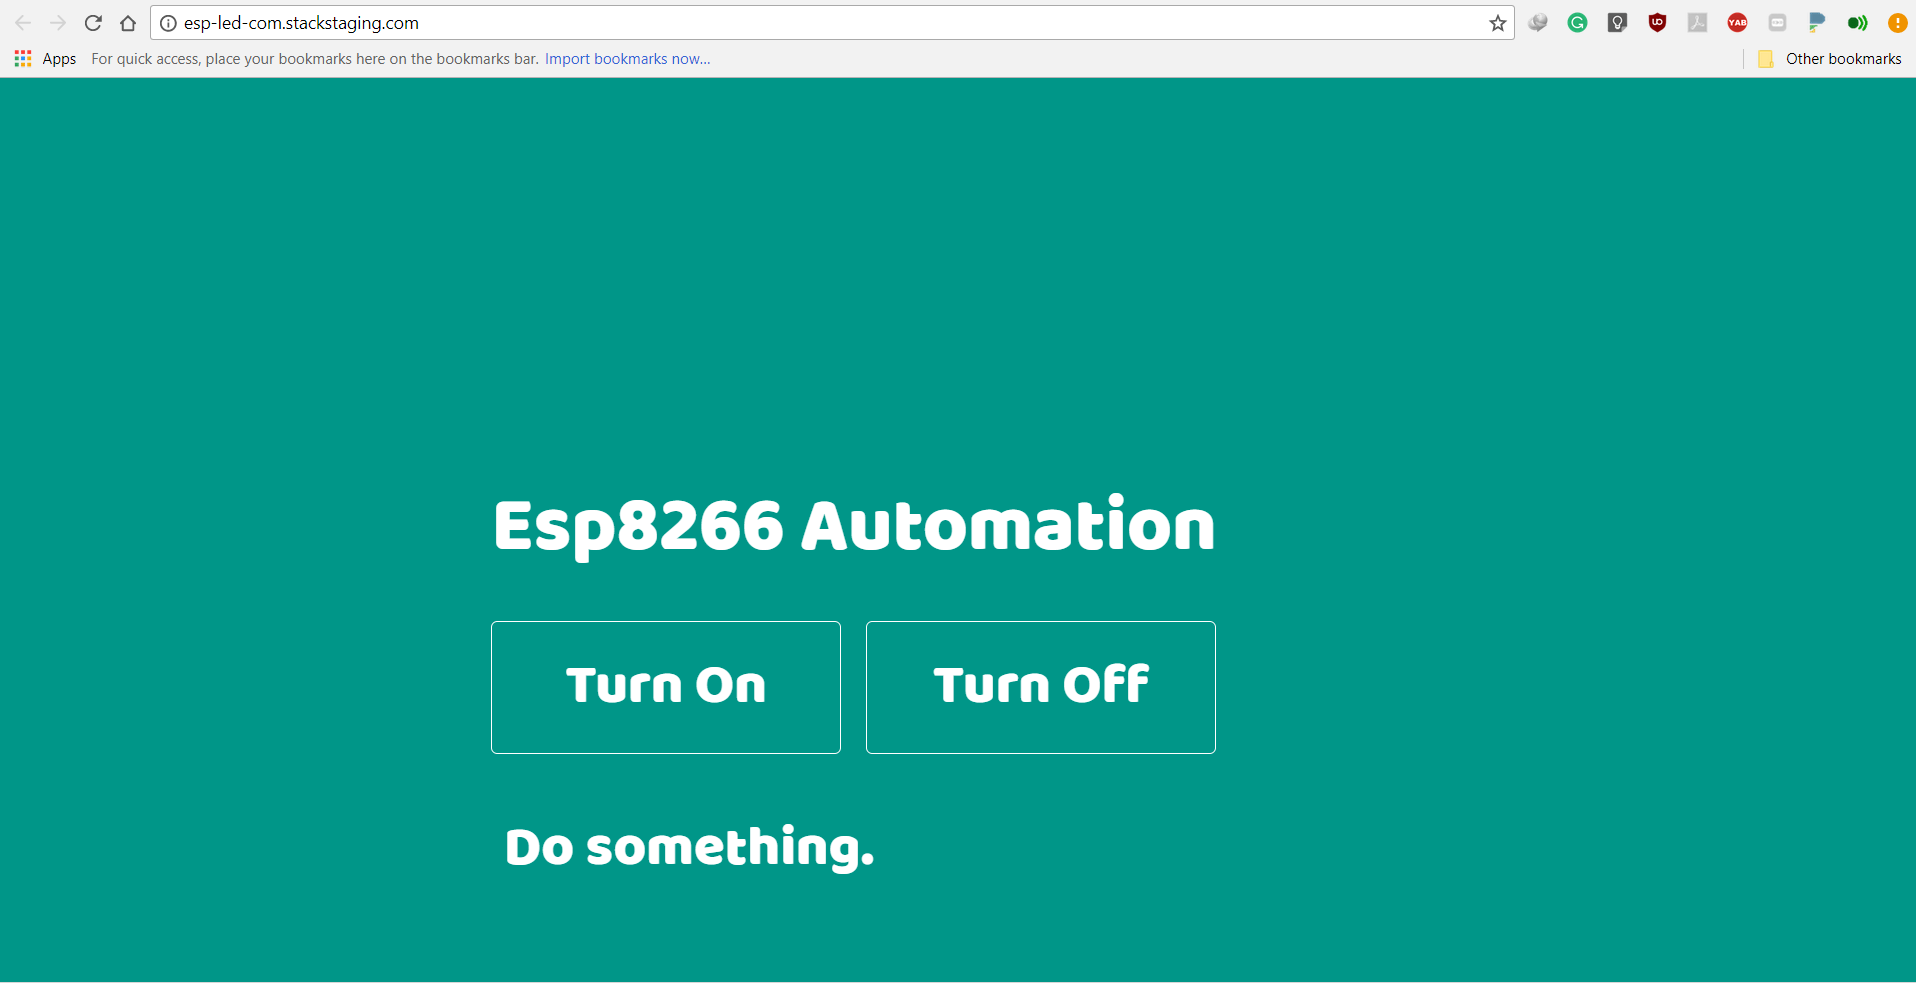 esp-led-com.stackstaging.com
Apps For quick access, place your bookmarks here on the bookmarks bar. Import bookmarks now... Other bookmarks
Esp8266 Automation
Turn On Turn Off
Do something.